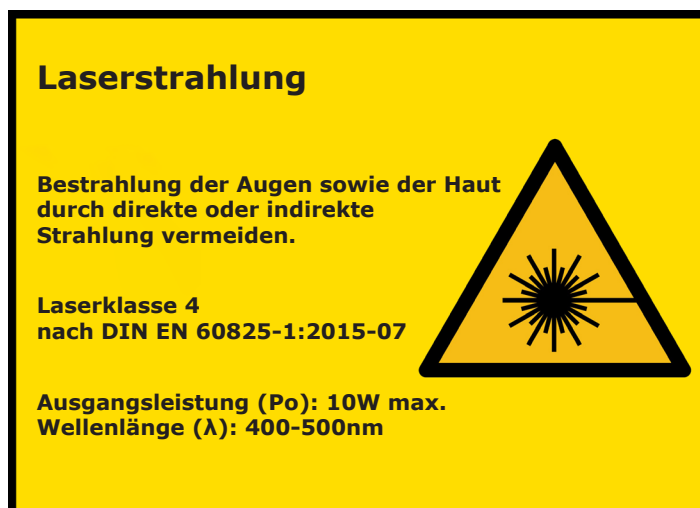 Laserstrahlung
Bestrahlung der Augen sowie der Haut
durch direkte oder indirekte
Strahlung vermeiden.
Laserklasse 4
nach DIN EN 60825-1:2015-07
Ausgangsleistung (Po): 10W max.
Wellenlänge (λ): 400-500nm